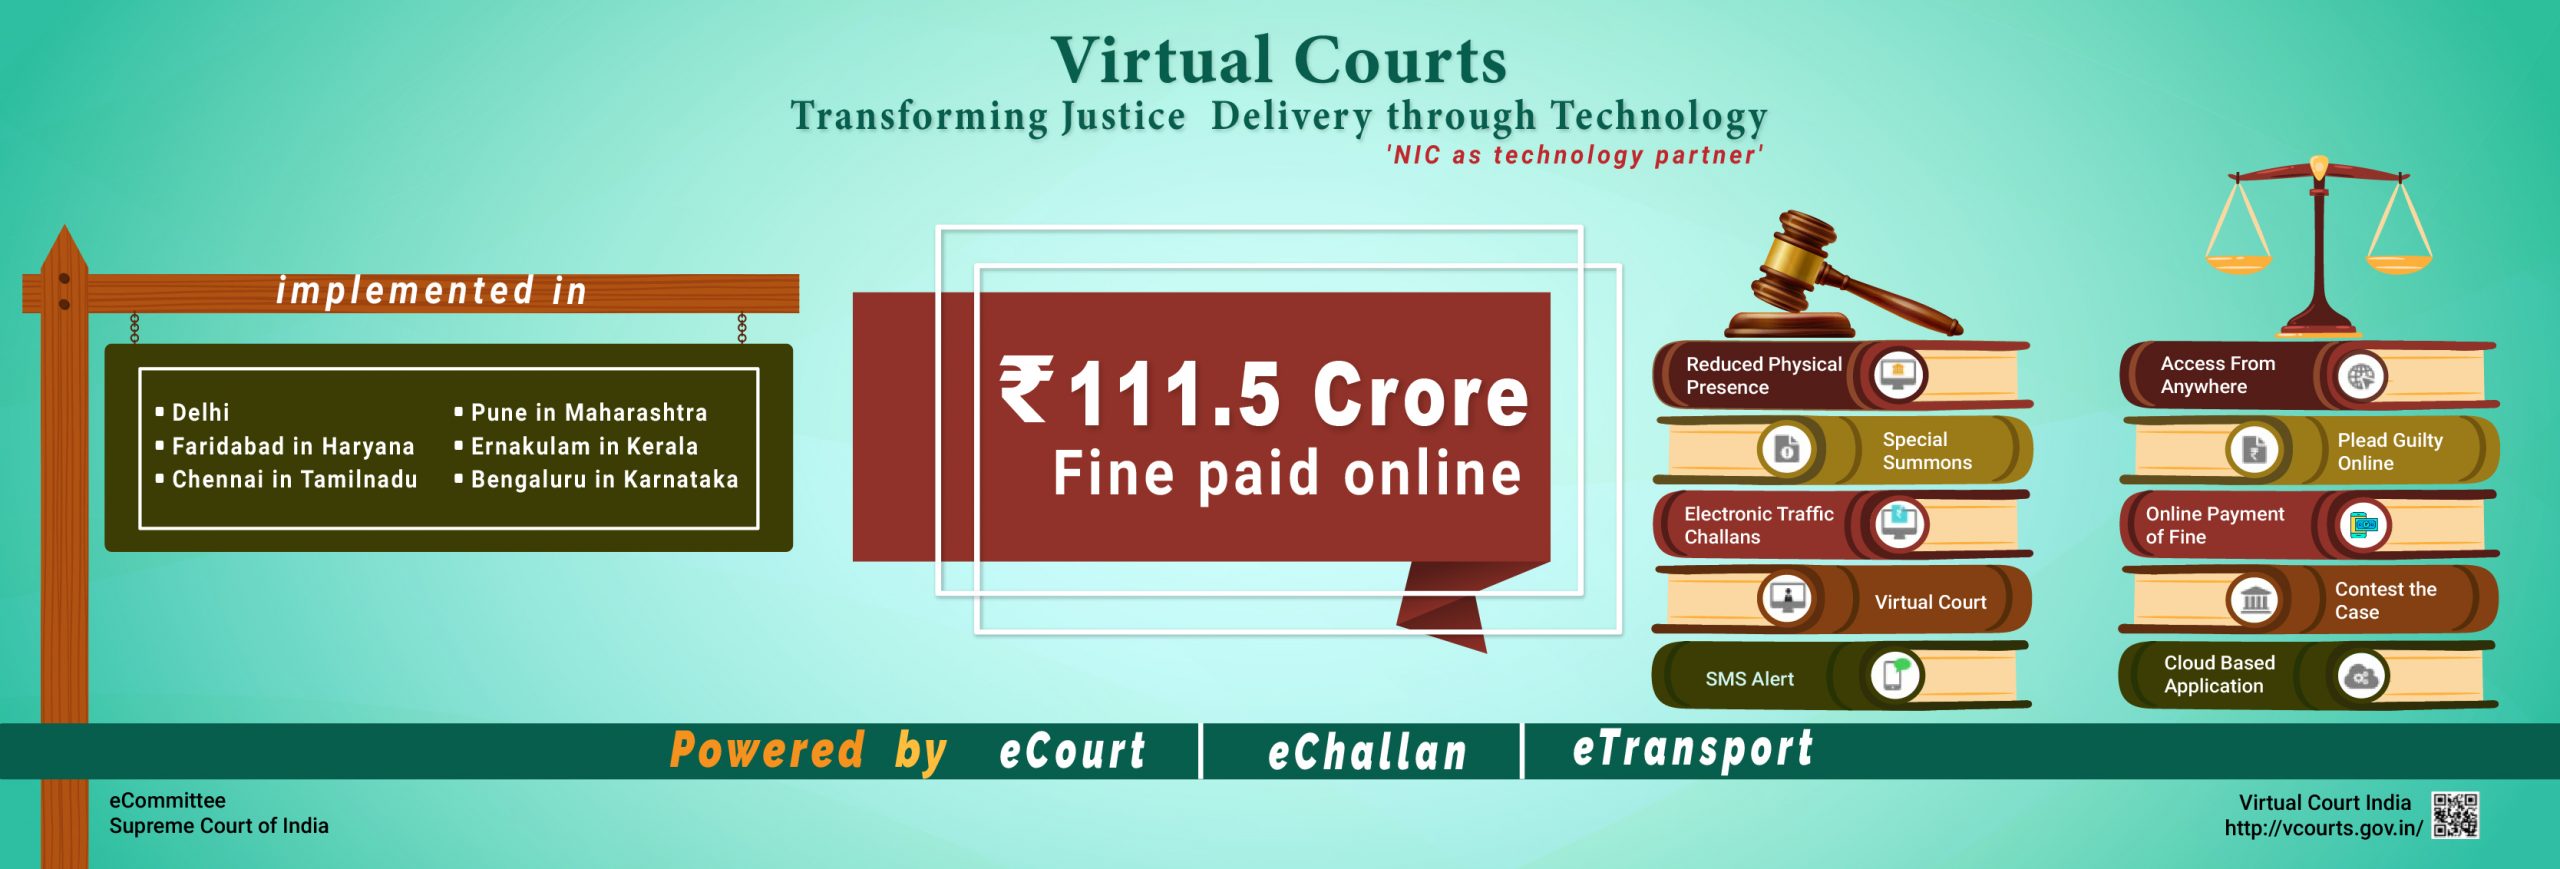 Virtual Courts
Transforming Justice Delivery through Technology
'NIC as technology partner'
implemented in
▪ Delhi
▪ Faridabad in Haryana
▪ Chennai in Tamilnadu
▪ Pune in Maharashtra
▪ Ernakulam in Kerala
▪ Bengaluru in Karnataka
₹111.5 Crore
Fine paid online
Reduced Physical
Presence
Special
Summons
Electronic Traffic
Challans
Virtual Court
SMS Alert
Access From
Anywhere
Plead Guilty
Online
Online Payment
of Fine
Contest the
Case
Cloud Based
Application
Powered by eCourt | eChallan | eTransport
eCommittee
Supreme Court of India
Virtual Court India
http://vcourts.gov.in/